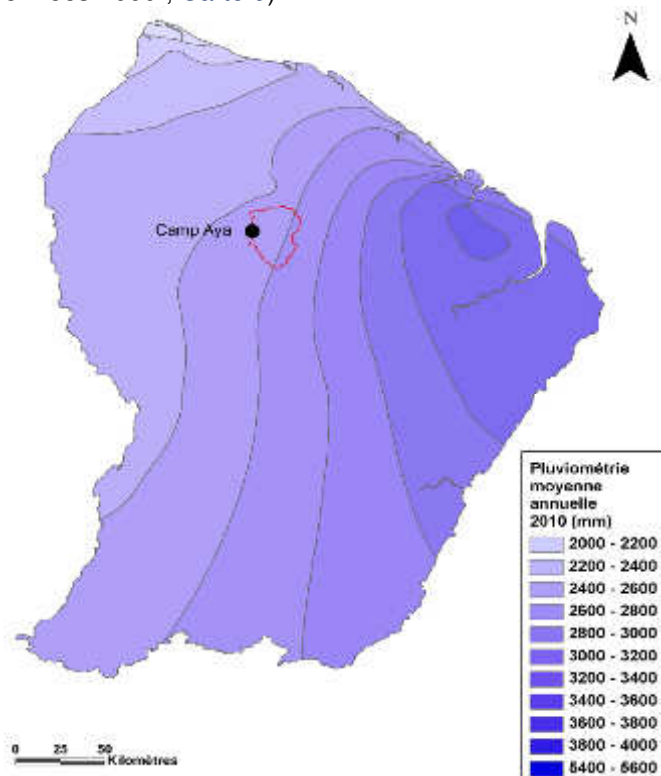 N
Camp Aya
Pluviométrie
moyenne
annuelle
2010 (mm)
2000 - 2200
2200 - 2400
2400 - 2600
2600 - 2800
2800 - 3000
3000 - 3200
3200 - 3400
3400 - 3600
3600 - 3800
3800 - 4000
5400 - 5600
0 25 50
Kilomètres